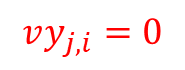 $vy_{j,i} = 0$